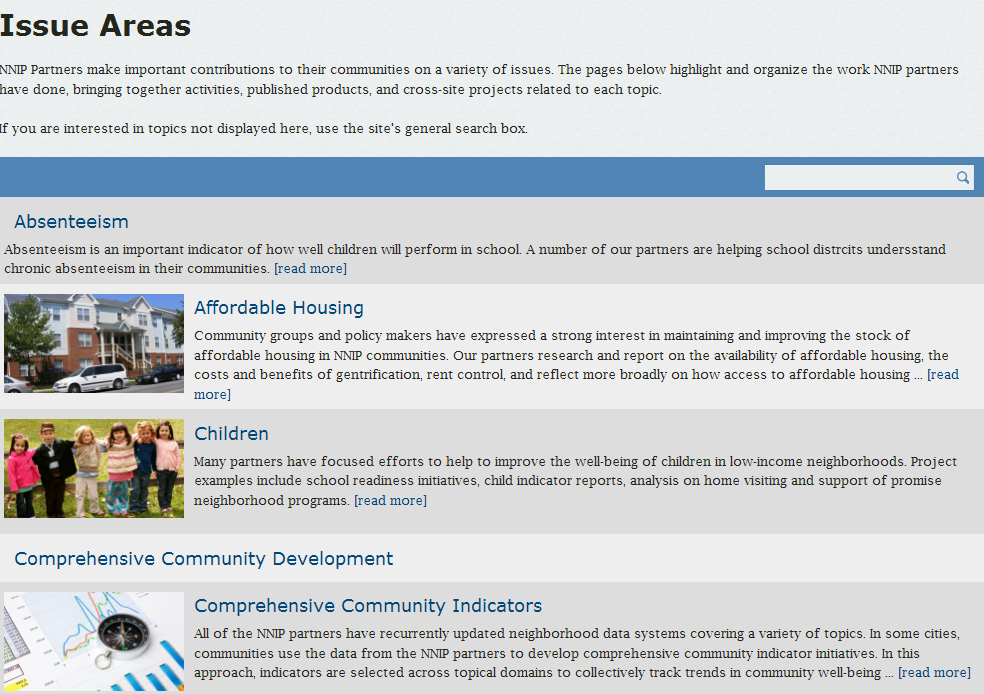 Issue Areas
NNIP Partners make important contributions to their communities on a variety of issues. The pages below highlight and organize the work NNIP partners
have done, bringing together activities, published products, and cross-site projects related to each topic.
If you are interested in topics not displayed here, use the site's general search box.
Absenteeism
Absenteeism is an important indicator of how well children will perform in school. A number of our partners are helping school distrcits undersstand
chronic absenteeism in their communities. [read more]
Affordable Housing
Community groups and policy makers have expressed a strong interest in maintaining and improving the stock of
affordable housing in NNIP communities. Our partners research and report on the availability of affordable housing, the
costs and benefits of gentrification, rent control, and reflect more broadly on how access to affordable housing ... [read
more]
Children
Many partners have focused efforts to help to improve the well-being of children in low-income neighborhoods. Project
examples include school readiness initiatives, child indicator reports, analysis on home visiting and support of promise
neighborhood programs. [read more]
Comprehensive Community Development
Comprehensive Community Indicators
All of the NNIP partners have recurrently updated neighborhood data systems covering a variety of topics. In some cities,
communities use the data from the NNIP partners to develop comprehensive community indicator initiatives. In this
approach, indicators are selected across topical domains to collectively track trends in community well-being ... [read more]